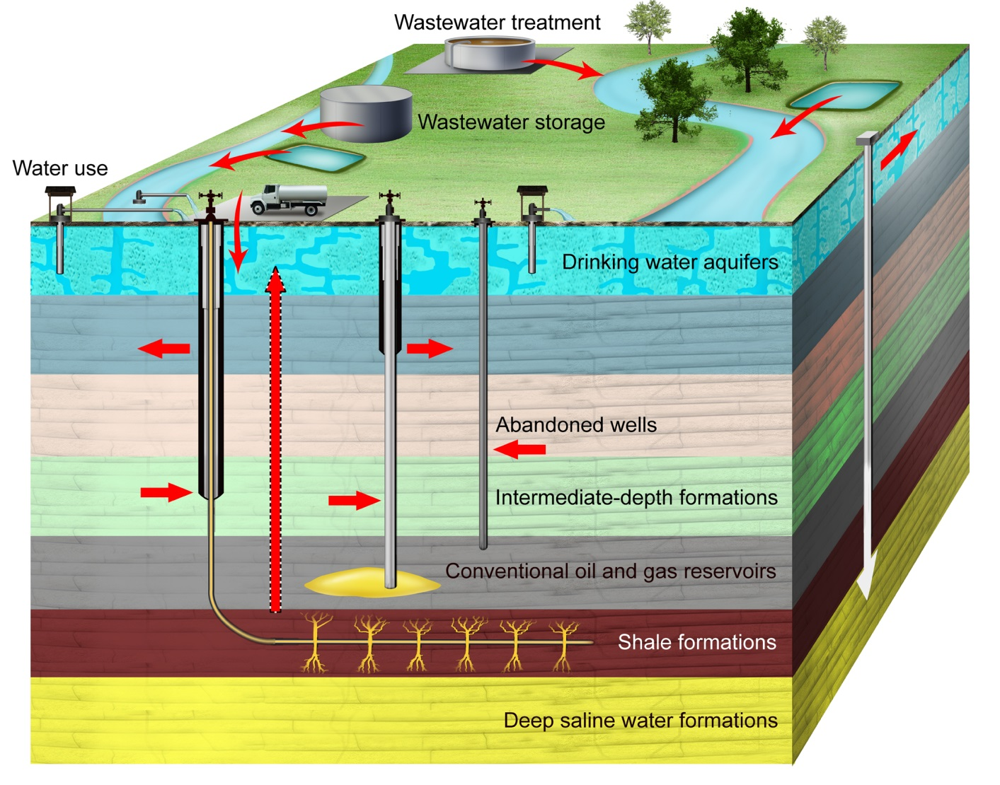 Wastewater treatment
Wastewater storage
Water use
Drinking water aquifers
Abandoned wells
Intermediate-depth formations
Conventional oil and gas reservoirs
Shale formations
Deep saline water formations